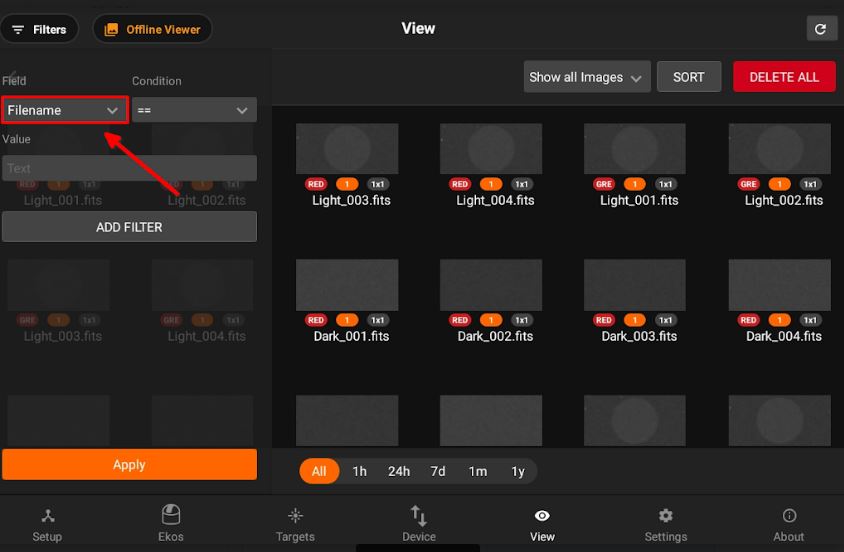 Filters
Offline Viewer
View
Field
Condition
Filename
==
Value
Text
RED 1 1x1
RED 1 1x1
Light_001.fits
Light_002.fits
ADD FILTER
GRE 1 1x1
GRE 1 1x1
Light_003.fits
Light_004.fits
Apply
Show all Images
SORT
DELETE ALL
RED 1 1x1
RED 1 1x1
GRE 1 1x1
GRE 1 1x1
Light_003.fits
Light_004.fits
Light_001.fits
Light_002.fits
RED 1 1x1
RED 1 1x1
RED 1 1x1
RED 1 1x1
Dark_001.fits
Dark_002.fits
Dark_003.fits
Dark_004.fits
All 1h 24h 7d 1m 1y
Setup
Ekos
Targets
Device
View
Settings
About